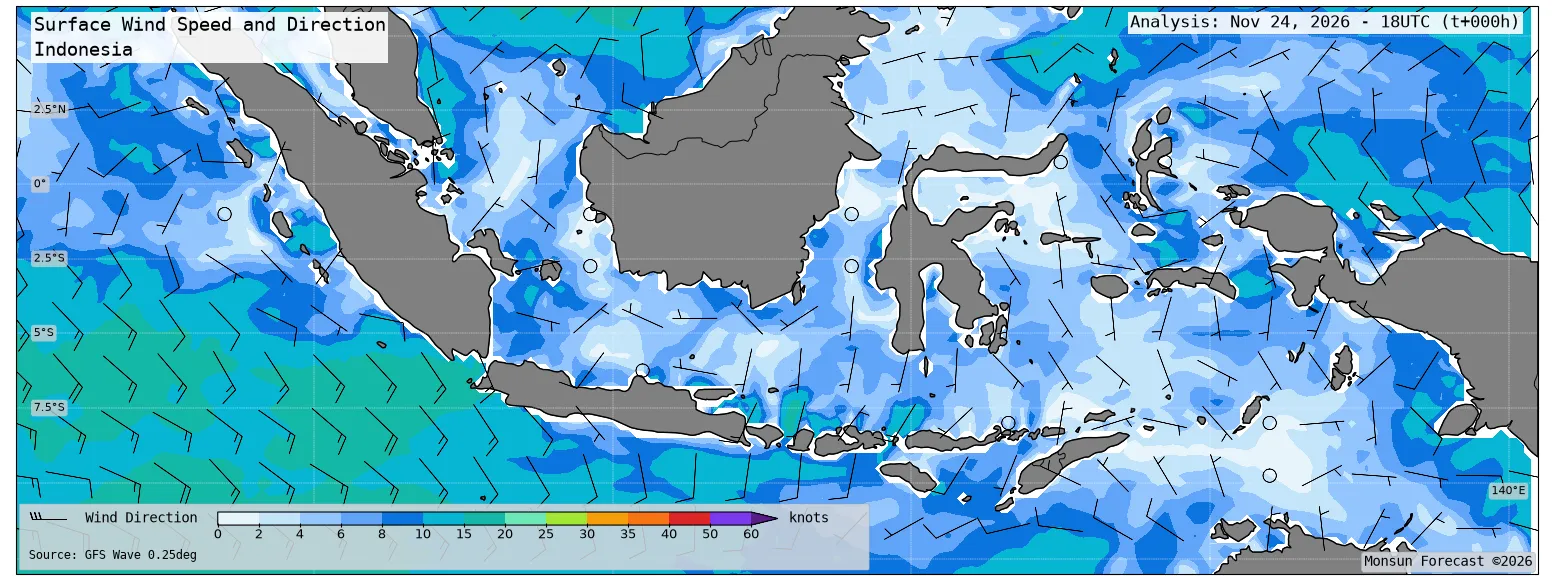 Surface Wind Speed and Direction
Indonesia
Analysis: Nov 24, 2026 - 18UTC (t+000h)
2.5°N
0°
2.5°S
5°S
7.5°S
140°E
Wind Direction
0 2 4 6 8 10 15 20 25 30 35 40 50 60
knots
Source: GFS Wave 0.25deg
Monsun Forecast ©2026